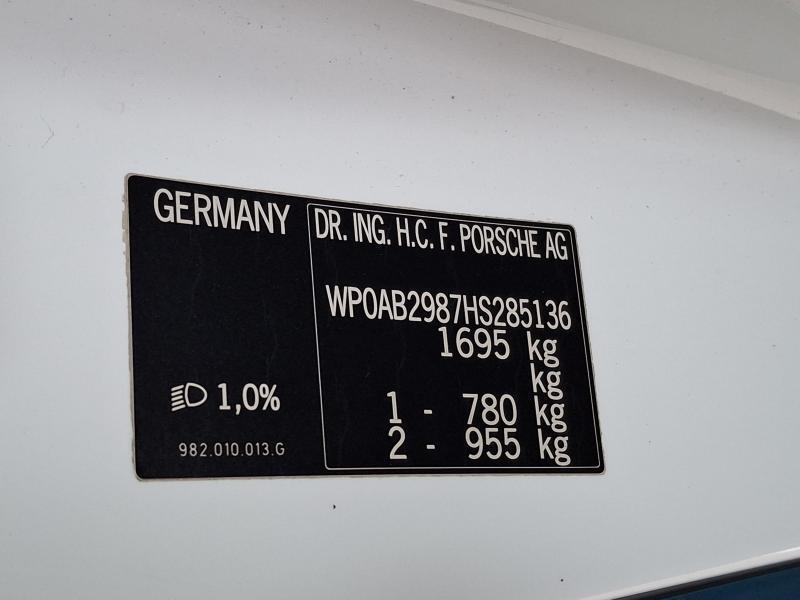 GERMANY
DR. ING. H.C. F. PORSCHE AG
WP0AB2987HS285136
1695 kg
kg
1 - 780 kg
2 - 955 kg
1,0%
982.010.013.G